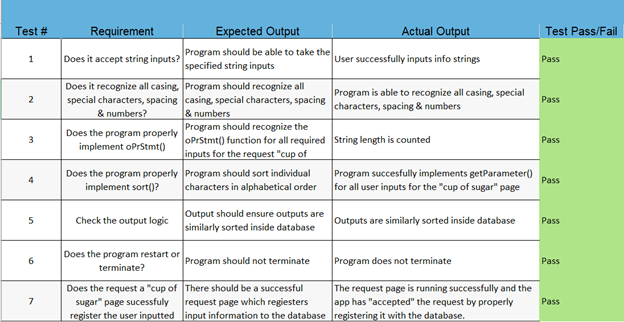 Test # Requirement Expected Output Actual Output Test Pass/Fail
1
Does it accept string inputs?
Program should be able to take the
specified string inputs
User successfully inputs info strings
Pass
2
Does it recognize all casing,
special characters, spacing
& numbers?
Program should recognize all
casing, special characters, spacing
& numbers
Program is able to recognize all casing, special
characters, spacing & numbers
Pass
3
Does the program properly
implement oPrStmt()
Program should recognize the
oPrStmt() function for all required
inputs for the request "cup of
String length is counted
Pass
4
Does the program properly
implement sort()?
Program should sort individual
characters in alphabetical order
Program succesfully implements getParameter()
for all user inputs for the "cup of sugar" page
Pass
5
Check the output logic
Output should ensure outputs are
similarly sorted inside database
Outputs are similarly sorted inside database
Pass
6
Does the program restart or
terminate?
Program should not terminate
Program does not terminate
Pass
7
Does the request a "cup of
sugar" page sucessfuly
register the user inputted
There should be a successful
request page which regiesters
input information to the database
The request page is running successfully and the
app has "accepted" the request by properly
registering it with the database.
Pass